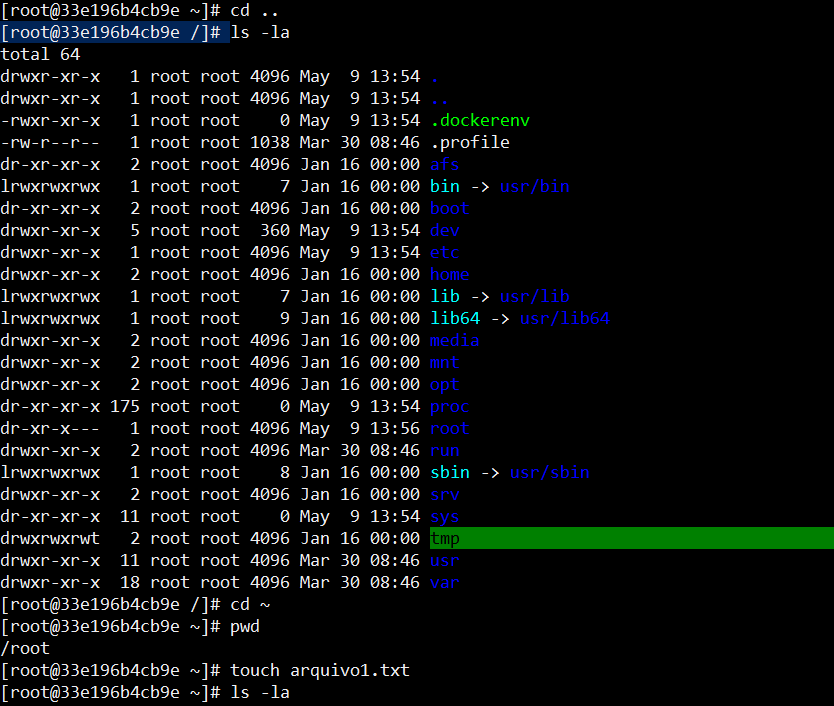 [root@33e196b4cb9e ~]# cd ..
[root@33e196b4cb9e /]# ls -la
total 64
drwxr-xr-x   1 root root 4096 May  9 13:54 .
drwxr-xr-x   1 root root 4096 May  9 13:54 ..
-rwxr-xr-x   1 root root    0 May  9 13:54 .dockerenv
-rw-r--r--   1 root root 1038 Mar 30 08:46 .profile
dr-xr-xr-x   2 root root 4096 Jan 16 00:00 afs
lrwxrwxrwx   1 root root    7 Jan 16 00:00 bin -> usr/bin
dr-xr-xr-x   2 root root 4096 Jan 16 00:00 boot
drwxr-xr-x   5 root root  360 May  9 13:54 dev
drwxr-xr-x   1 root root 4096 May  9 13:54 etc
drwxr-xr-x   2 root root 4096 Jan 16 00:00 home
lrwxrwxrwx   1 root root    7 Jan 16 00:00 lib -> usr/lib
lrwxrwxrwx   1 root root    9 Jan 16 00:00 lib64 -> usr/lib64
drwxr-xr-x   2 root root 4096 Jan 16 00:00 media
drwxr-xr-x   2 root root 4096 Jan 16 00:00 mnt
drwxr-xr-x   2 root root 4096 Jan 16 00:00 opt
dr-xr-xr-x 175 root root    0 May  9 13:54 proc
dr-xr-x---   1 root root 4096 May  9 13:56 root
drwxr-xr-x   2 root root 4096 Mar 30 08:46 run
lrwxrwxrwx   1 root root    8 Jan 16 00:00 sbin -> usr/sbin
drwxr-xr-x   2 root root 4096 Jan 16 00:00 srv
dr-xr-xr-x  11 root root    0 May  9 13:54 sys
drwxrwxrwt   2 root root 4096 Jan 16 00:00 tmp
drwxr-xr-x  11 root root 4096 Mar 30 08:46 usr
drwxr-xr-x  18 root root 4096 Mar 30 08:46 var
[root@33e196b4cb9e /]# cd ~
[root@33e196b4cb9e ~]# pwd
/root
[root@33e196b4cb9e ~]# touch arquivo1.txt
[root@33e196b4cb9e ~]# ls -la